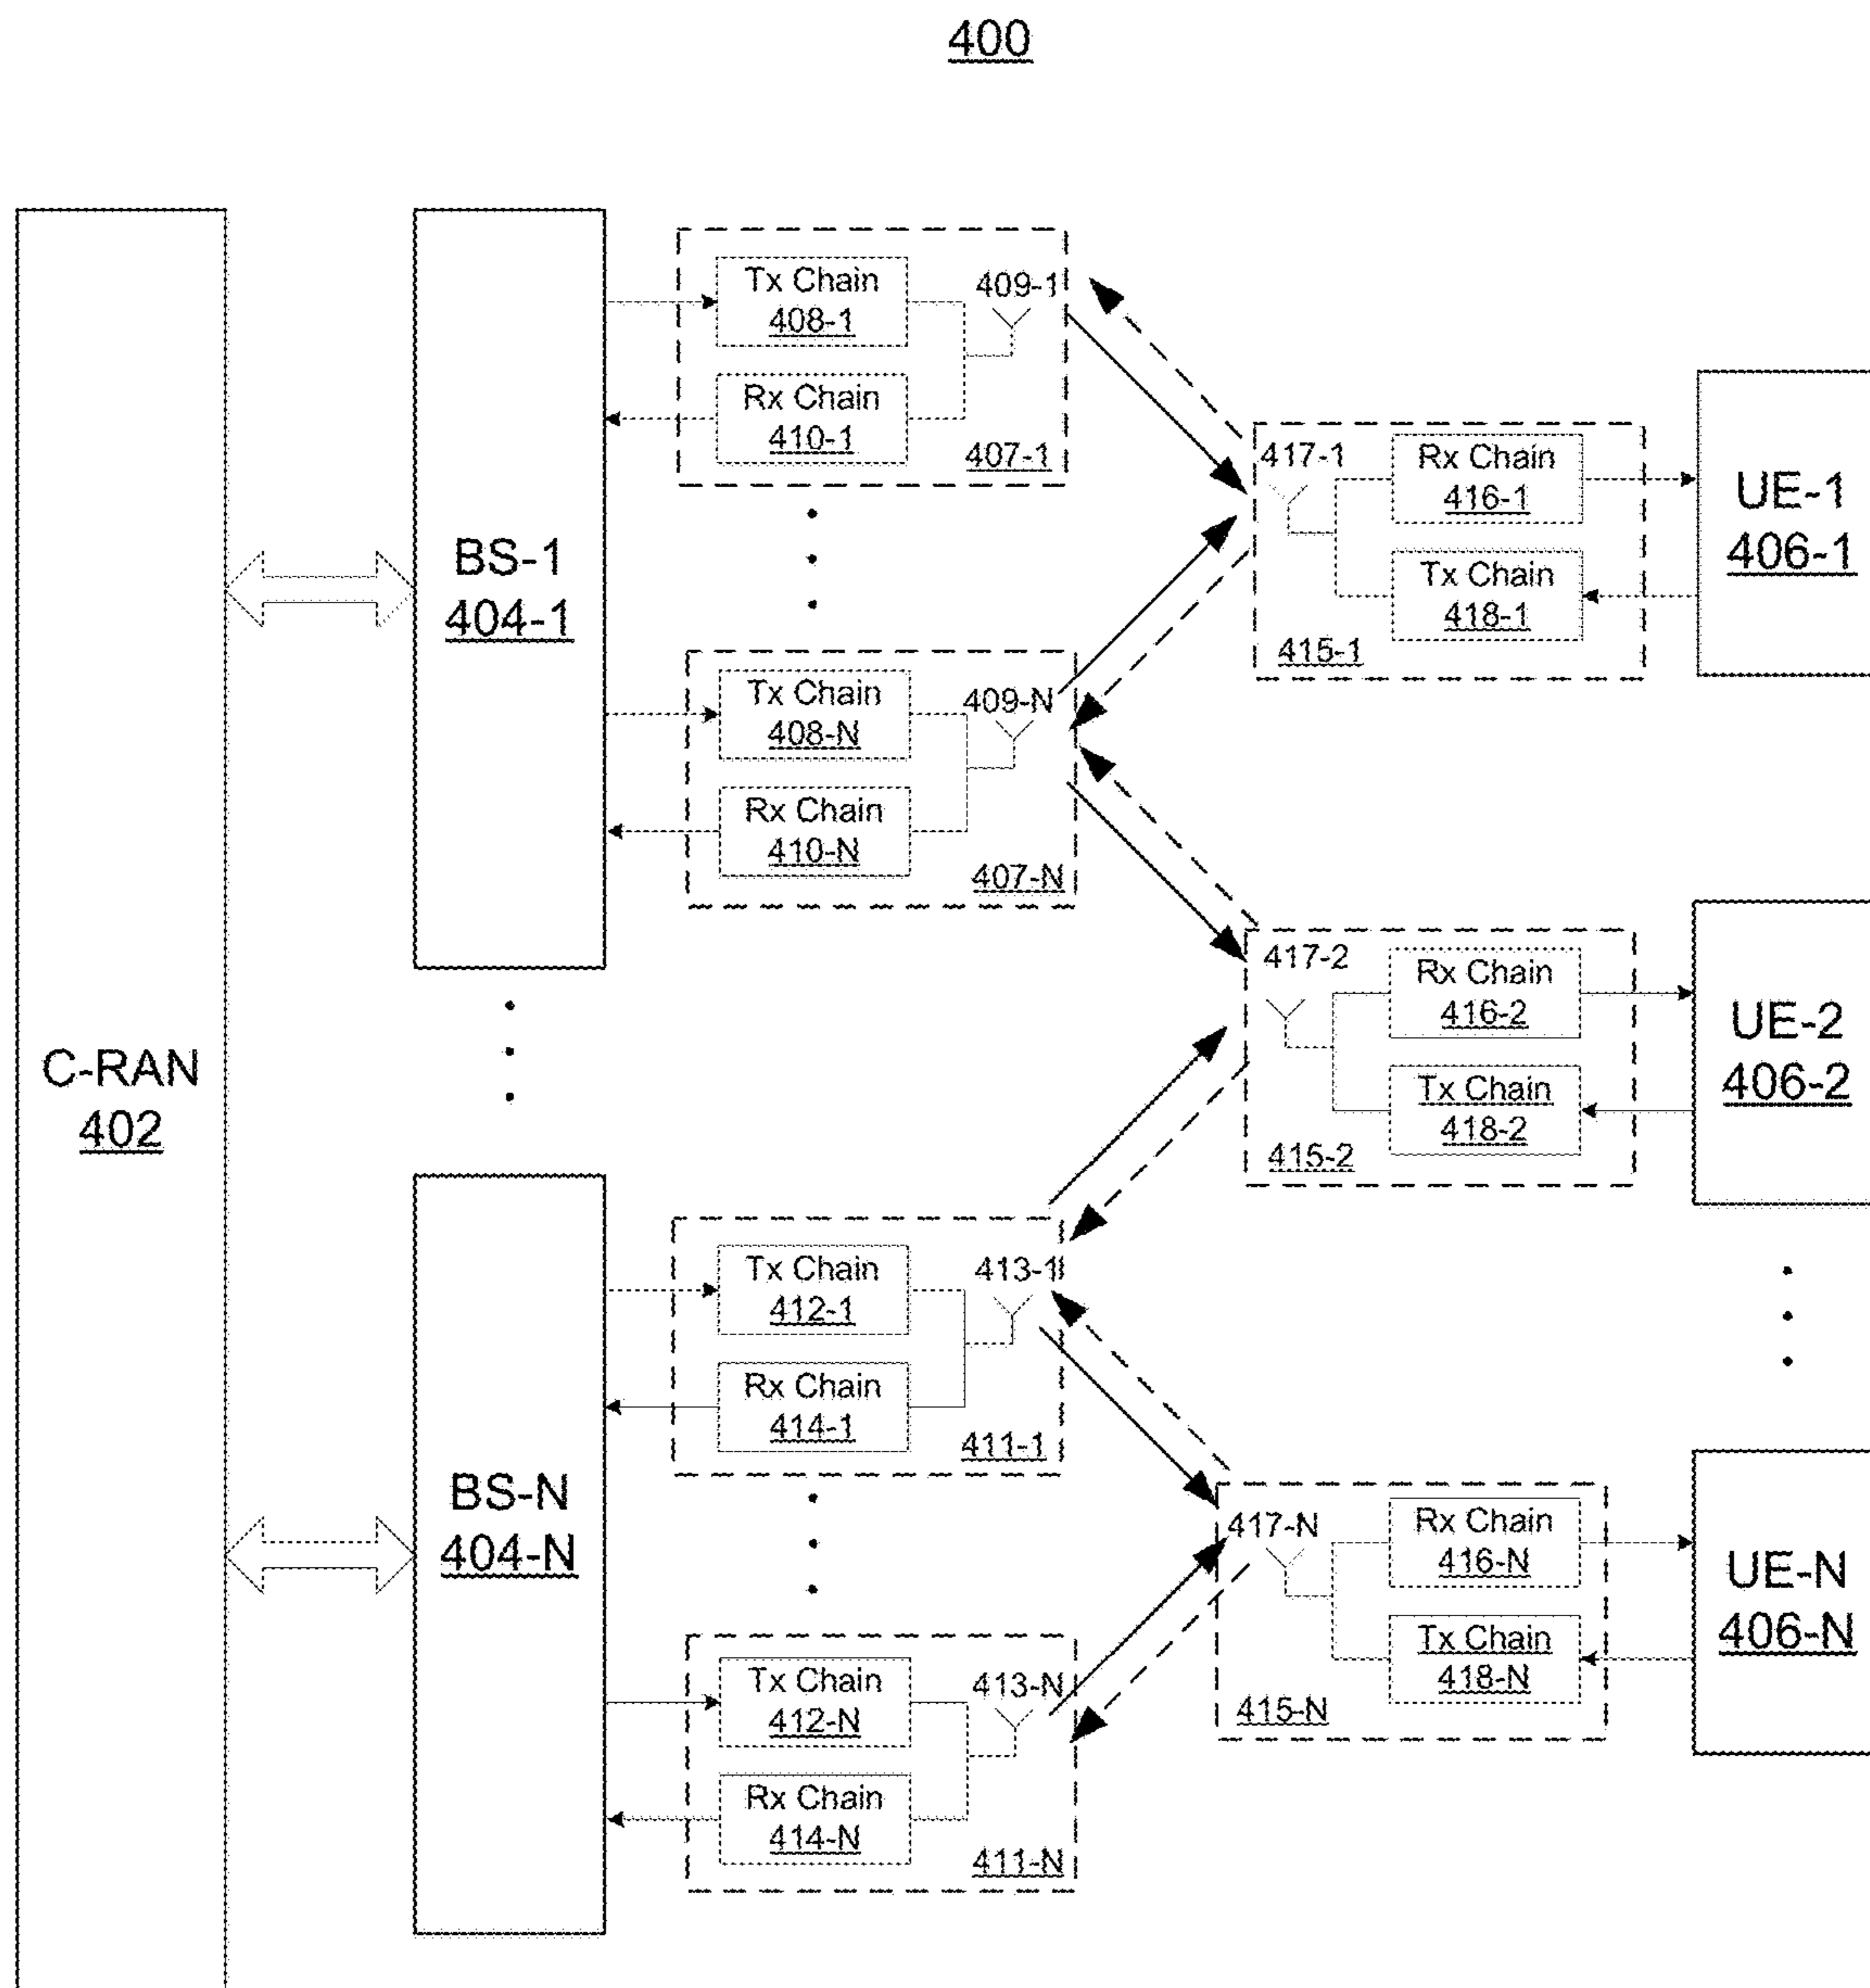 400
C-RAN
402
BS-1
404-1
Tx Chain
408-1
409-1
Rx Chain
410-1
407-1
Tx Chain
408-N
409-N
Rx Chain
410-N
407-N
417-1
Rx Chain
416-1
Tx Chain
418-1
415-1
UE-1
406-1
417-2
Rx Chain
416-2
Tx Chain
418-2
415-2
UE-2
406-2
BS-N
404-N
Tx Chain
412-1
413-1
Rx Chain
414-1
411-1
Tx Chain
412-N
413-N
Rx Chain
414-N
411-N
417-N
Rx Chain
416-N
Tx Chain
418-N
415-N
UE-N
406-N